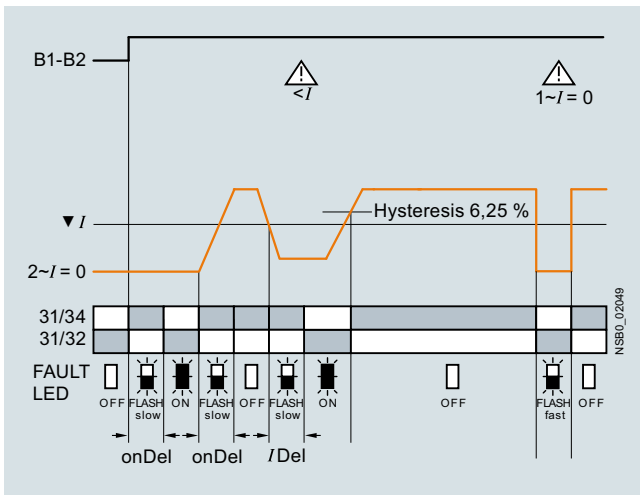 B1-B2
<I
1~I = 0
▼ I
Hysteresis 6,25 %
2~I = 0
31/34
31/32
NSB0_02049
FAULT
LED
OFF FLASH slow ON FLASH slow OFF FLASH slow ON OFF FLASH fast OFF
onDel onDel I Del